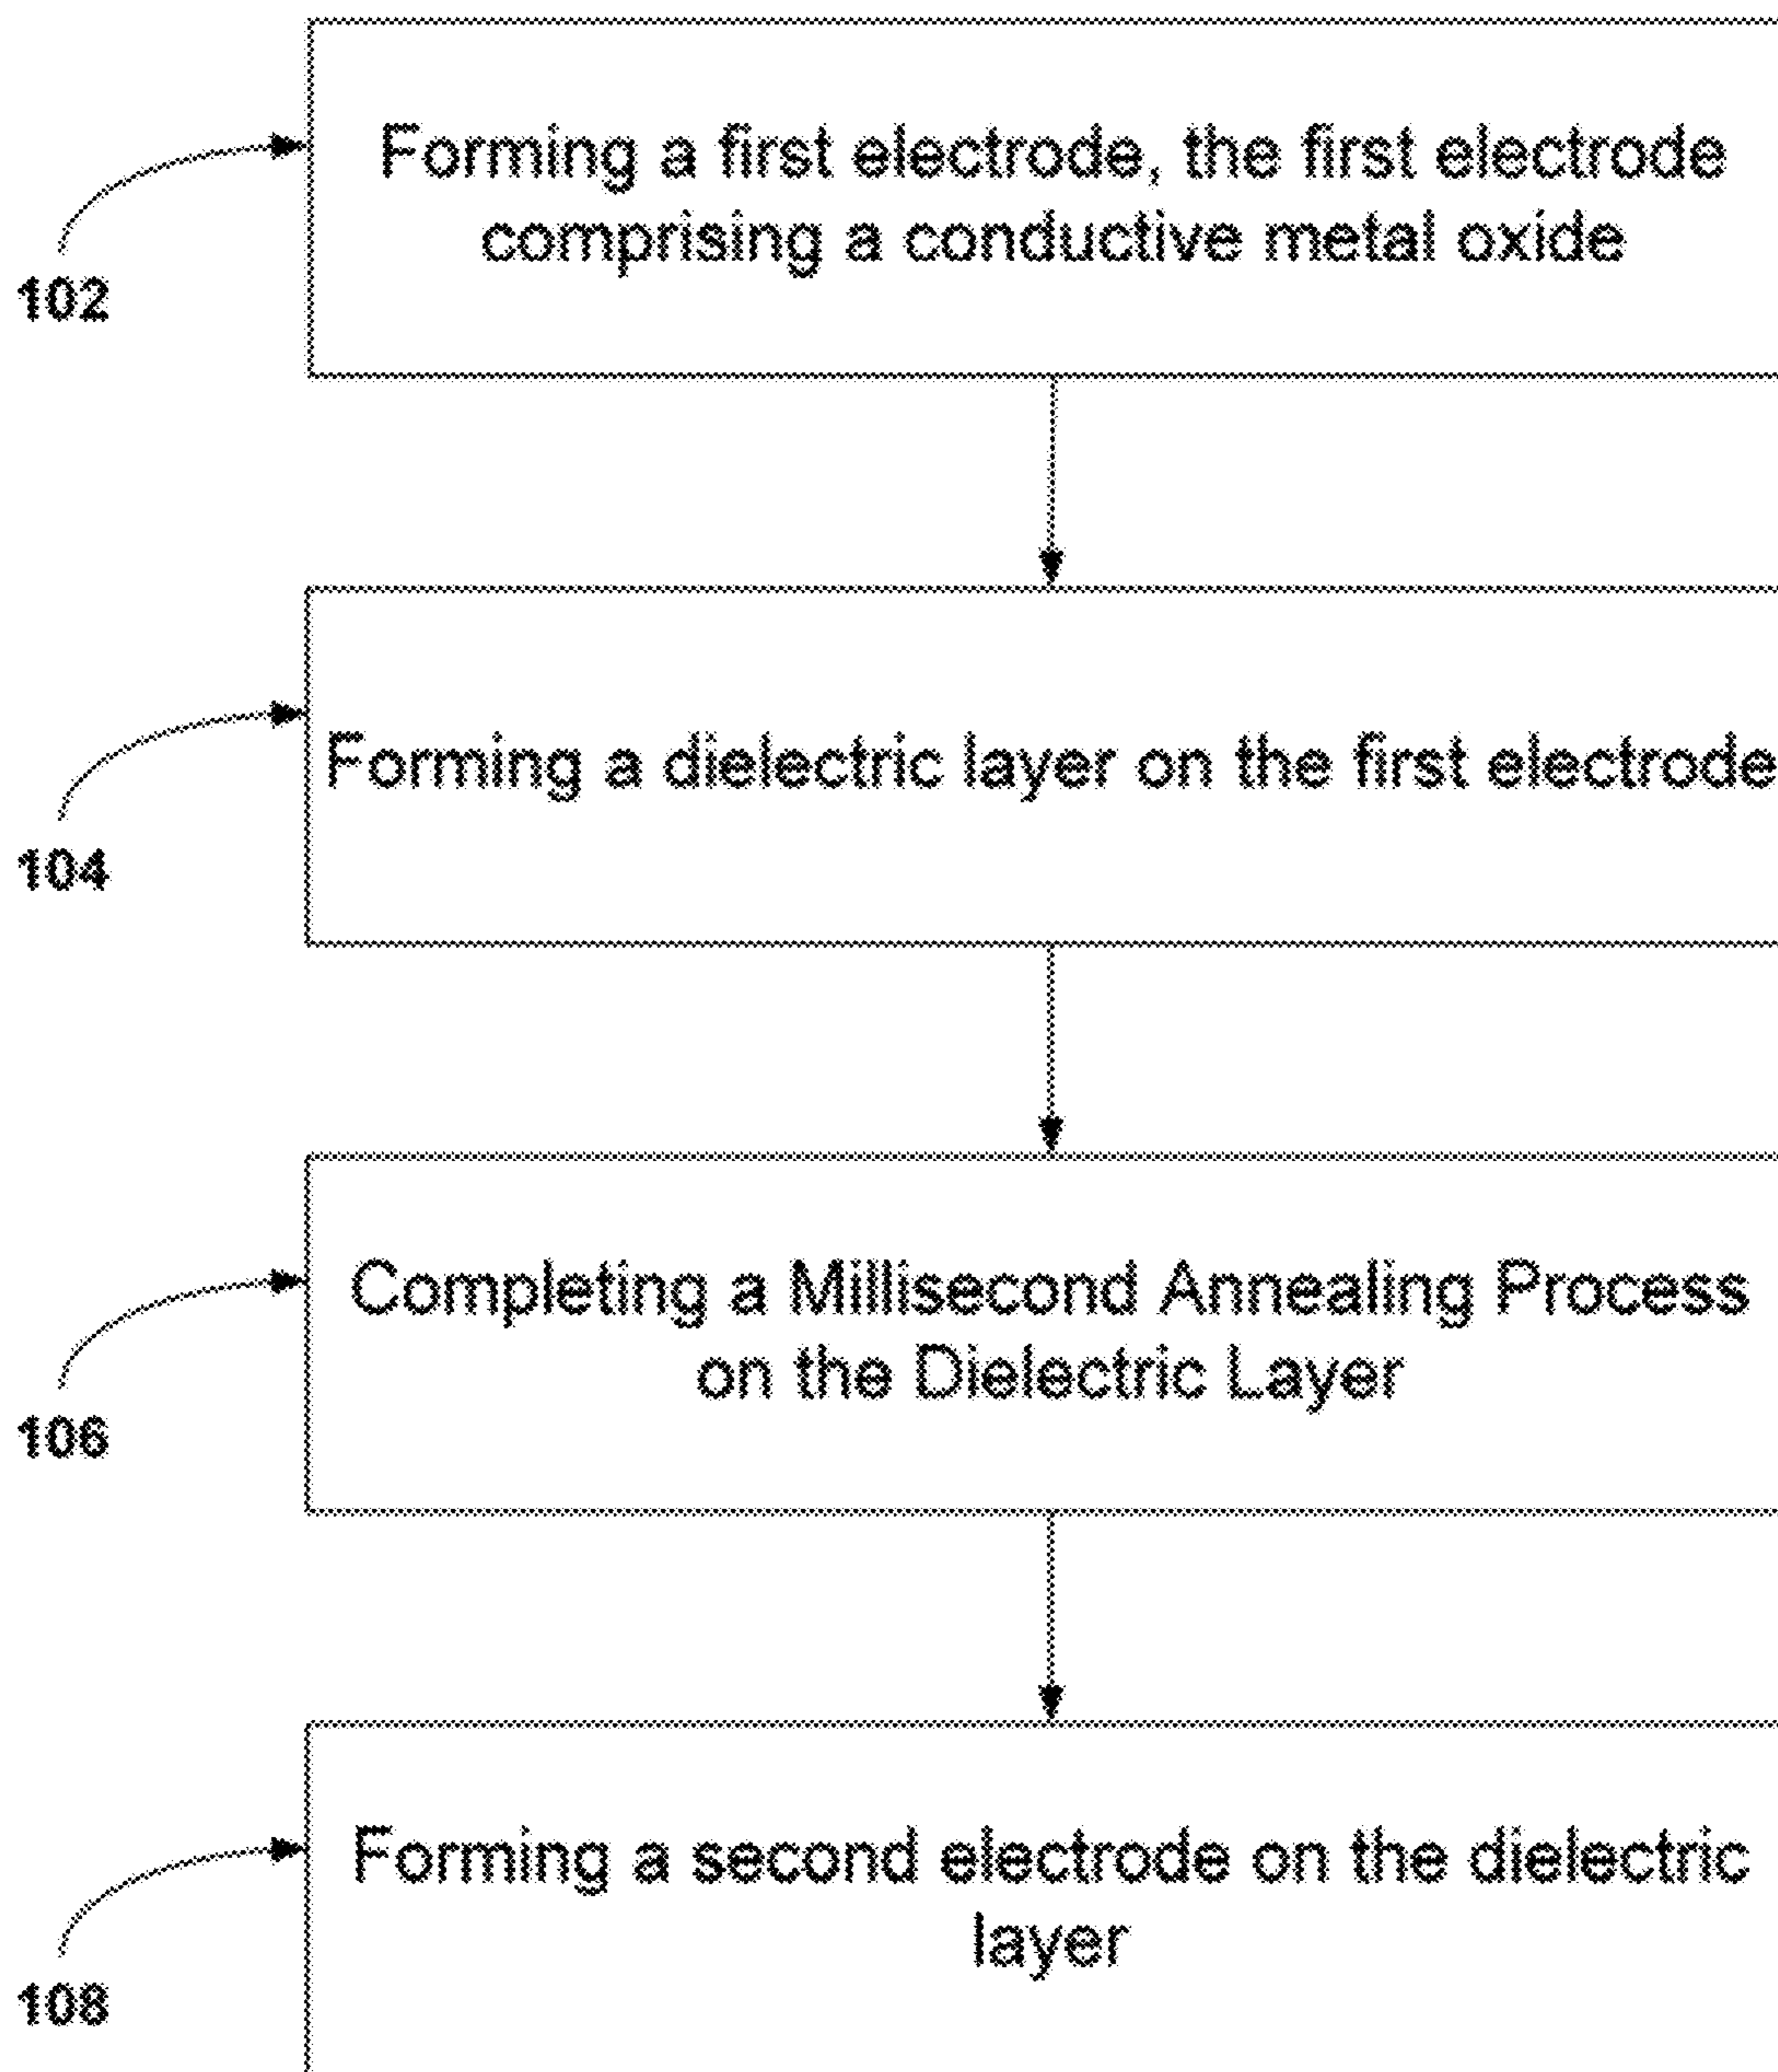 Forming a first electrode, the first electrode
comprising a conductive metal oxide
102
Forming a dielectric layer on the first electrode
104
Completing a Millisecond Annealing Process
on the Dielectric Layer
106
Forming a second electrode on the dielectric
layer
108